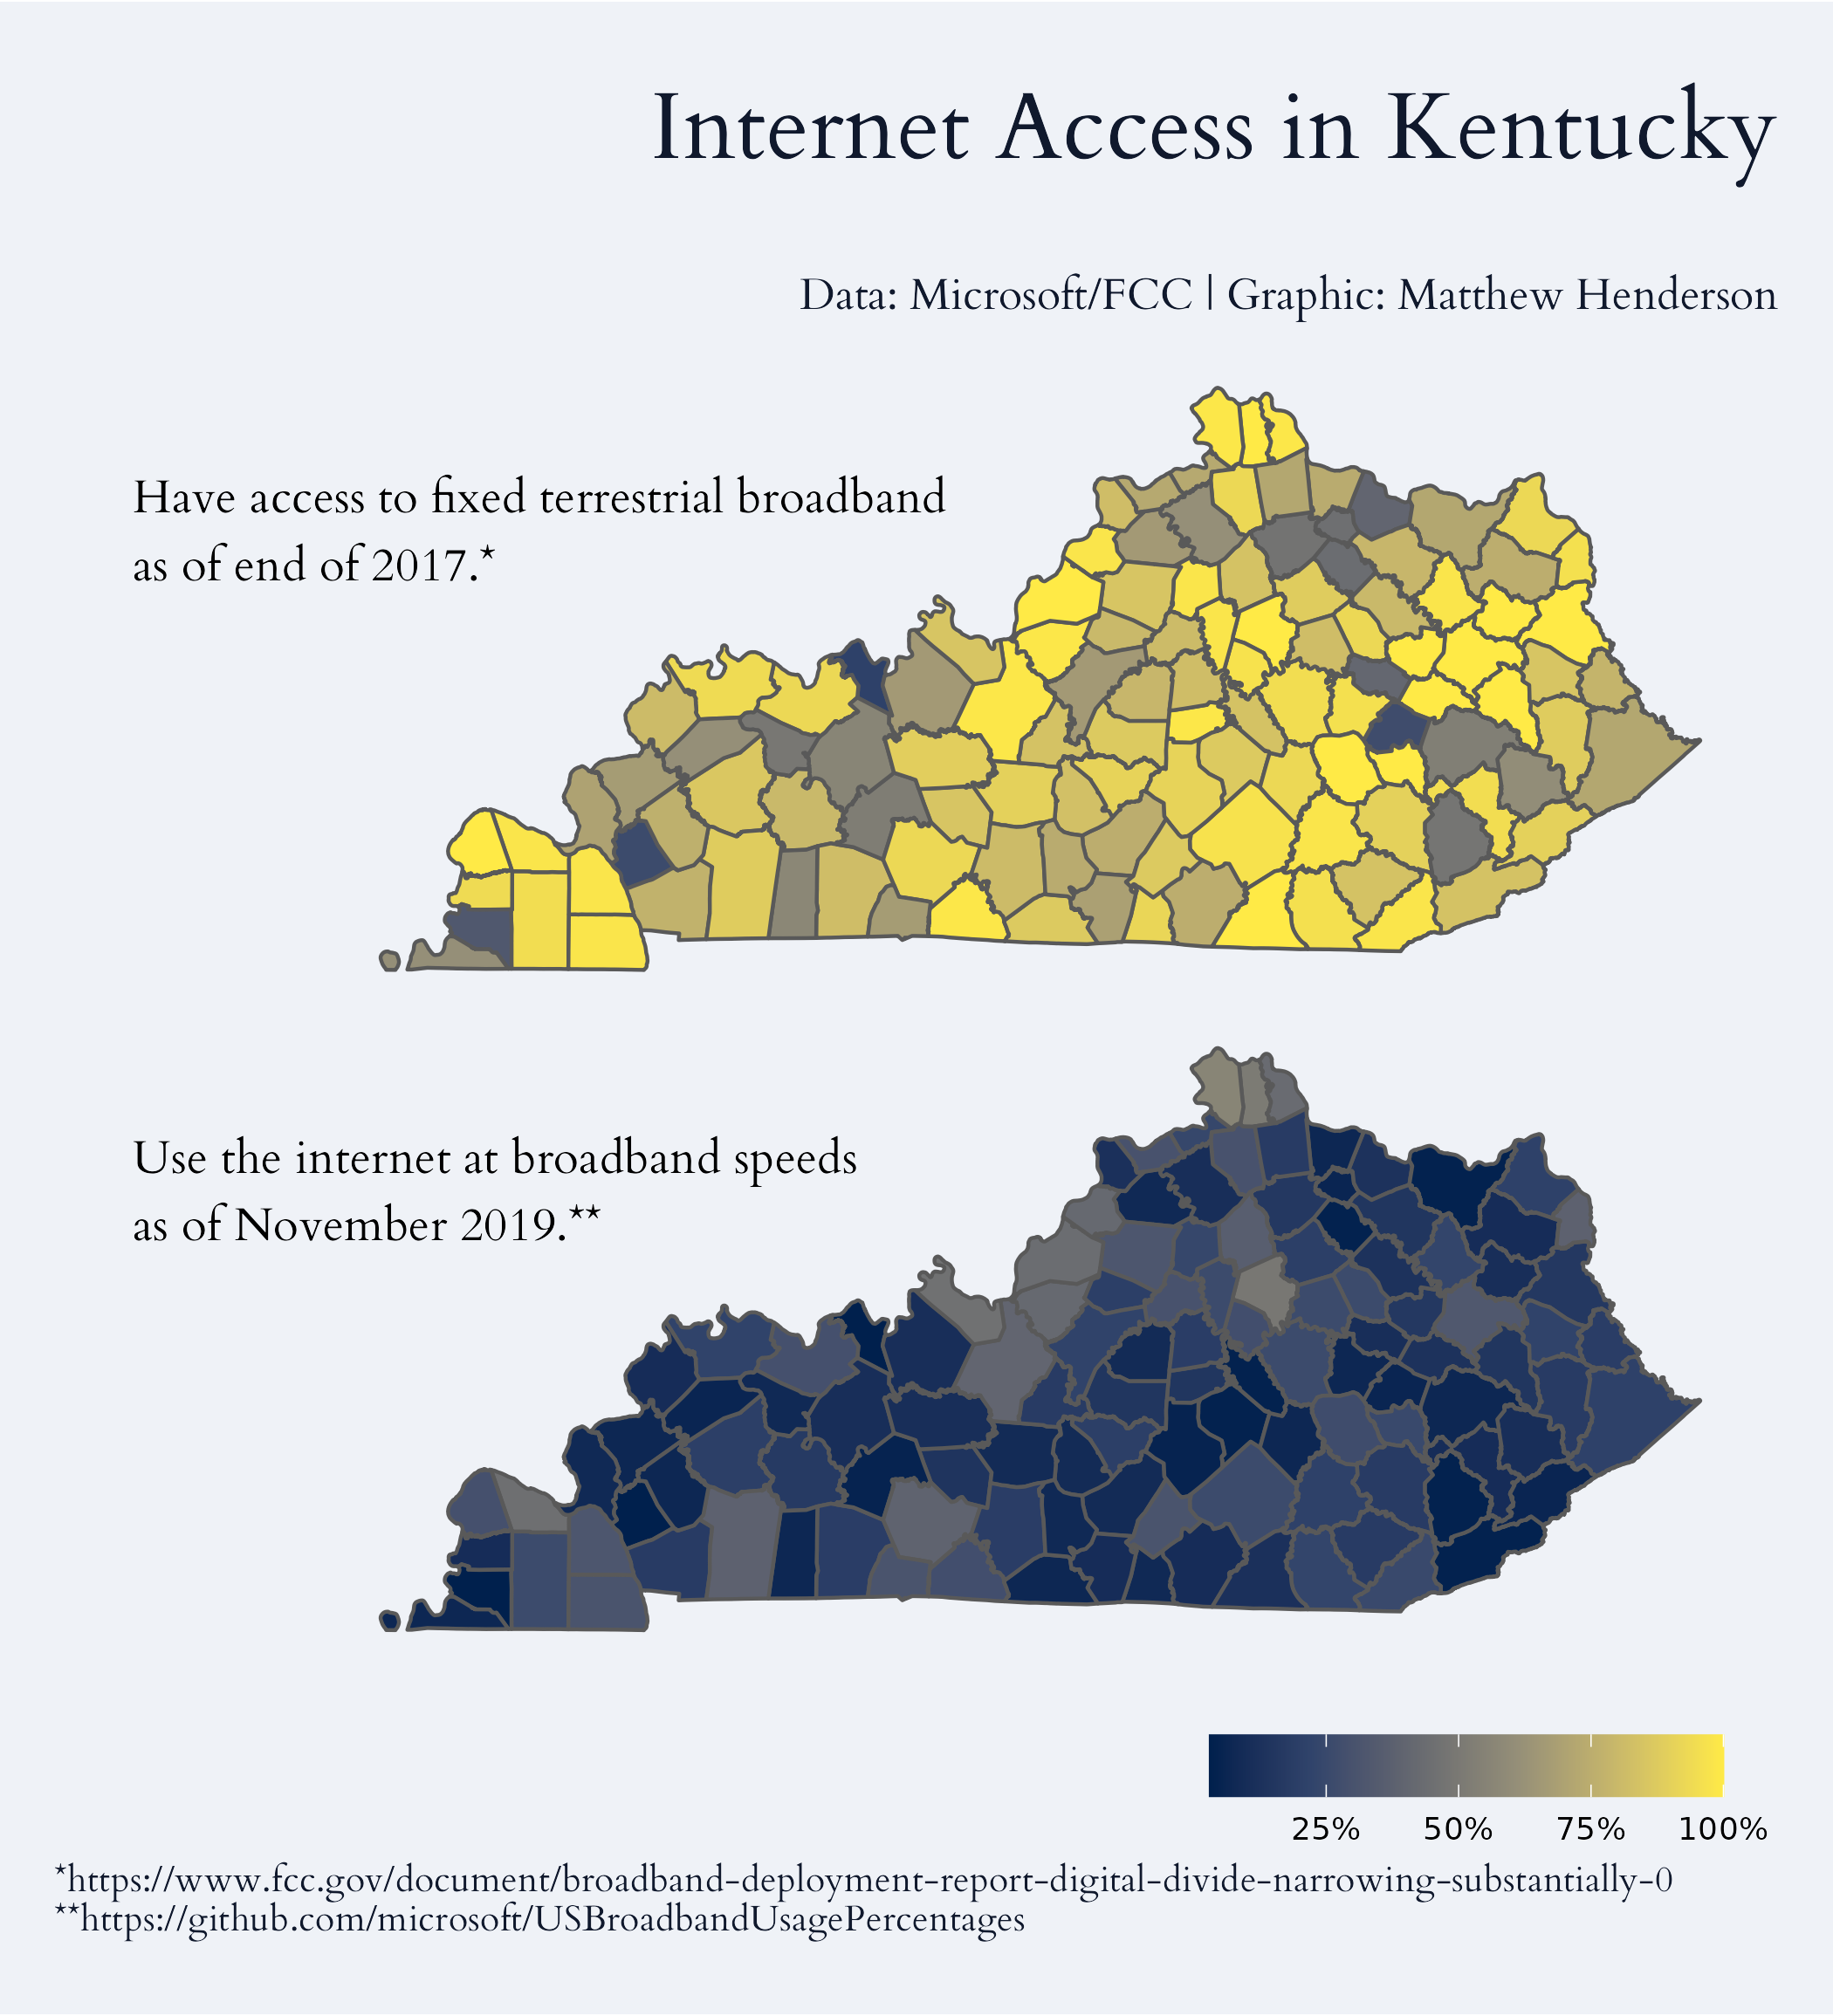 Internet Access in Kentucky
Data: Microsoft/FCC | Graphic: Matthew Henderson
Have access to fixed terrestrial broadband
as of end of 2017.*
Use the internet at broadband speeds
as of November 2019.**
25% 50% 75% 100%
*https://www.fcc.gov/document/broadband-deployment-report-digital-divide-narrowing-substantially-0
**https://github.com/microsoft/USBroadbandUsagePercentages